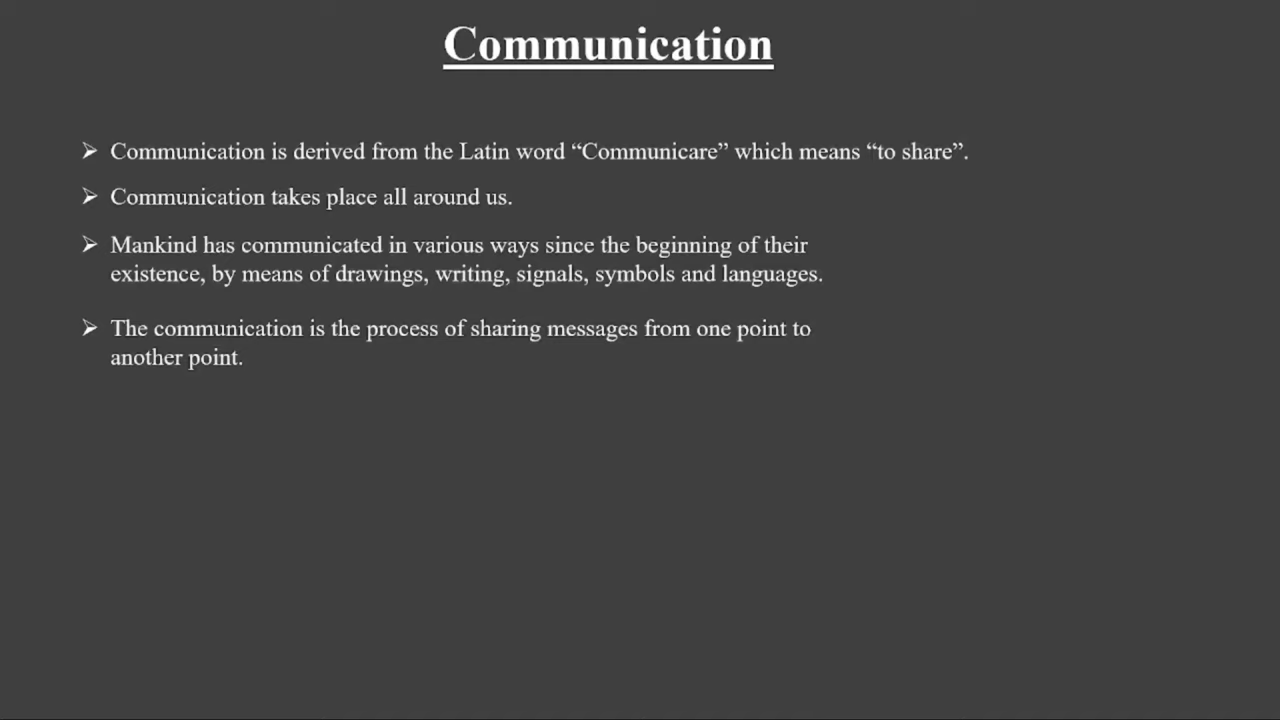 Communication
➢ Communication is derived from the Latin word “Communicare” which means “to share”.
➢ Communication takes place all around us.
➢ Mankind has communicated in various ways since the beginning of their
existence, by means of drawings, writing, signals, symbols and languages.
➢ The communication is the process of sharing messages from one point to
another point.